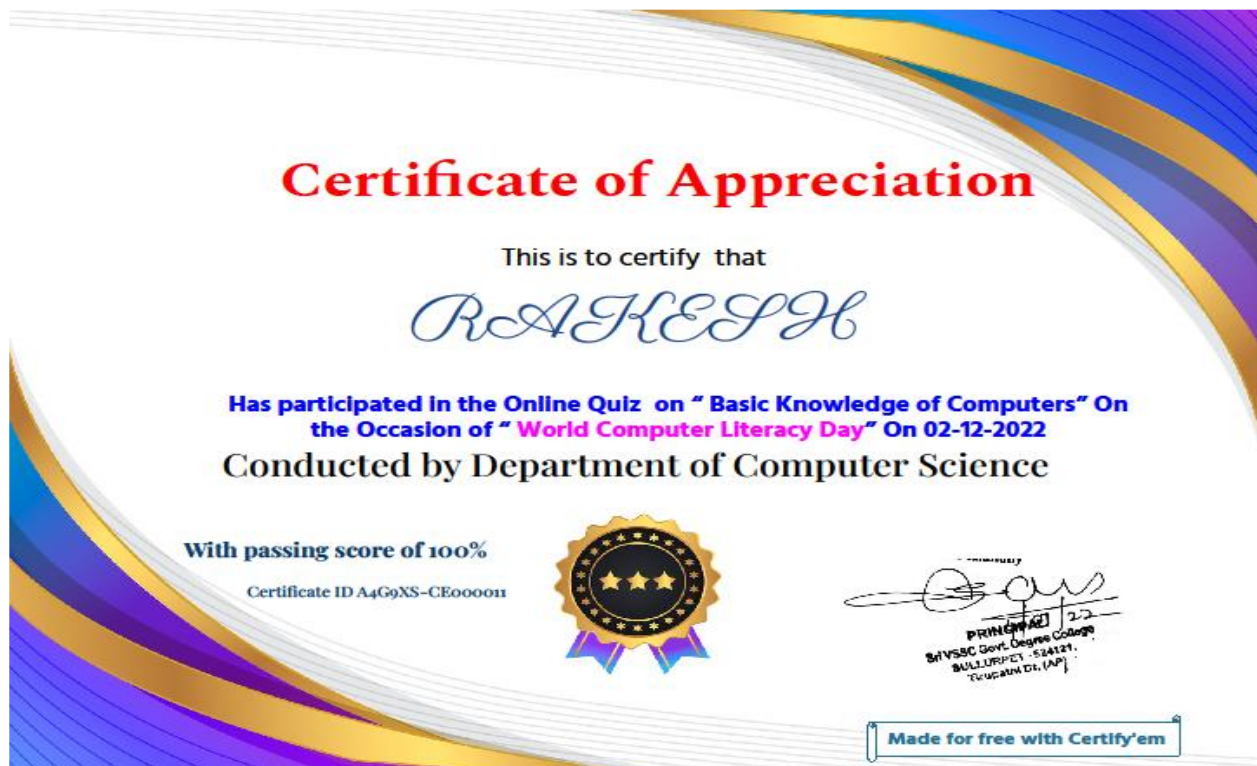 Certificate of Appreciation
This is to certify that
RAKESH
Has participated in the Online Quiz on “ Basic Knowledge of Computers” On
the Occasion of “ World Computer Literacy Day” On 02-12-2022
Conducted by Department of Computer Science
With passing score of 100%
Certificate ID A4G9XS-CE000011
PRINCIPAL
Sri VSSC Govt. Degree College
SULLURPET - 524121,
Tirupathi Dt, (AP)
Made for free with Certify'em